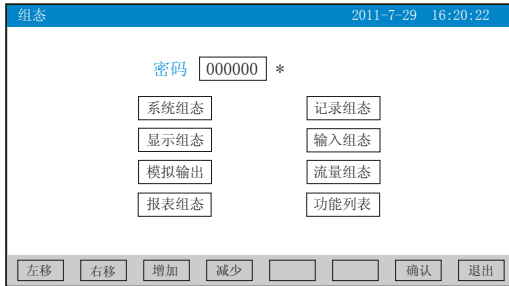 组态 2011-7-29 16:20:22
密码 000000 *
系统组态 记录组态
显示组态 输入组态
模拟输出 流量组态
报表组态 功能列表
左移 右移 增加 减少 确认 退出